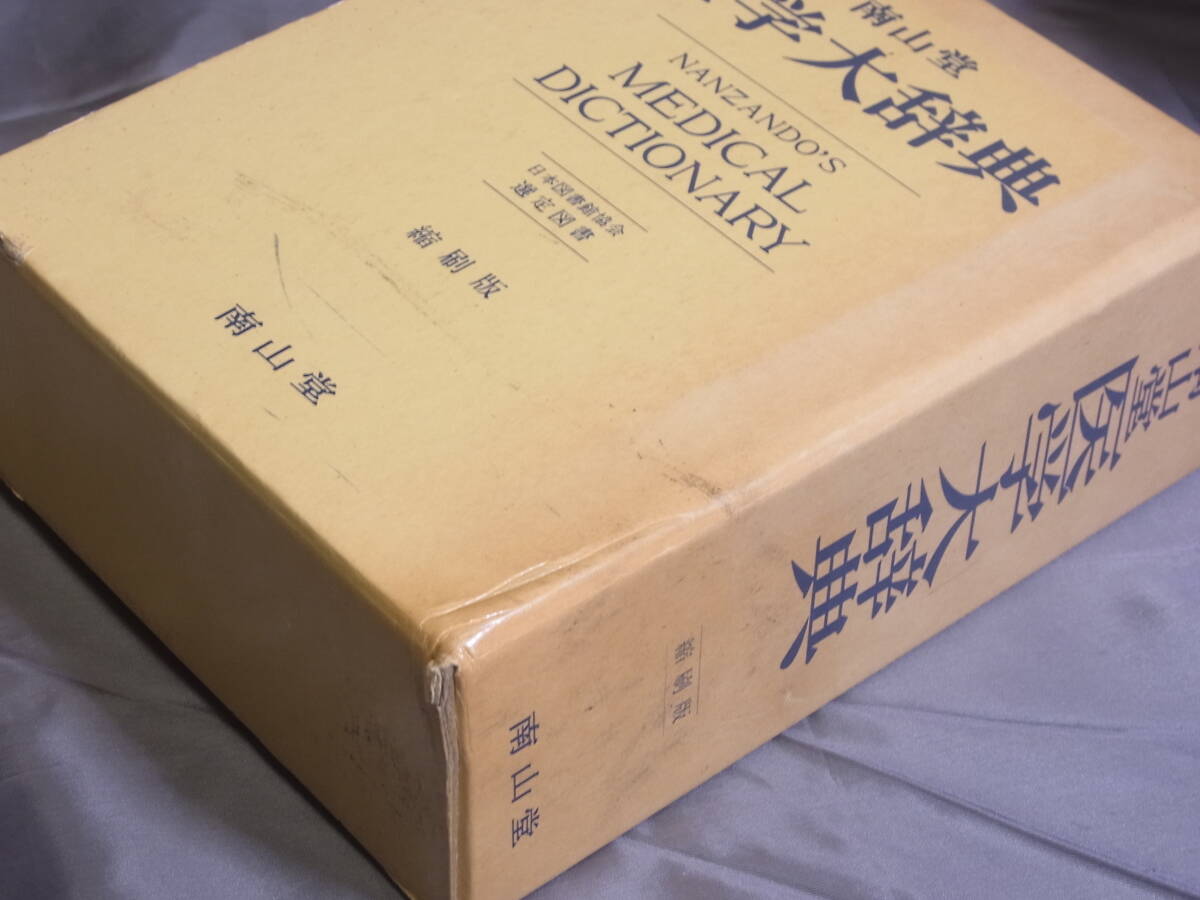 南山堂
学大辞典
NANZANDO'S
MEDICAL
DICTIONARY
日本図書館協会
選定図書
縮刷版
南山堂
山堂
医学大辞典
縮刷版
南山堂